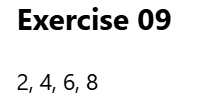 Exercise 09
2, 4, 6, 8